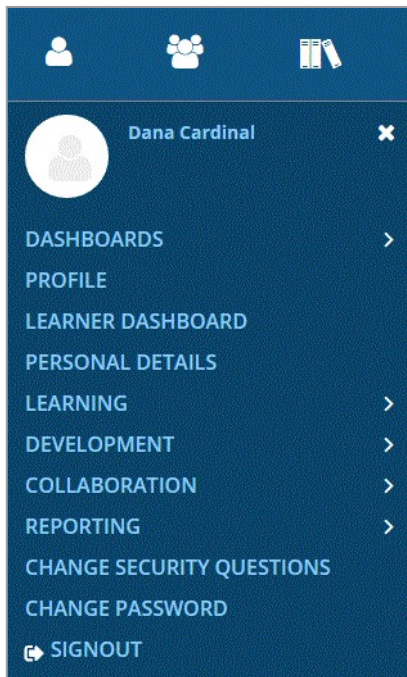 Dana Cardinal
DASHBOARDS
PROFILE
LEARNER DASHBOARD
PERSONAL DETAILS
LEARNING
DEVELOPMENT
COLLABORATION
REPORTING
CHANGE SECURITY QUESTIONS
CHANGE PASSWORD
SIGNOUT